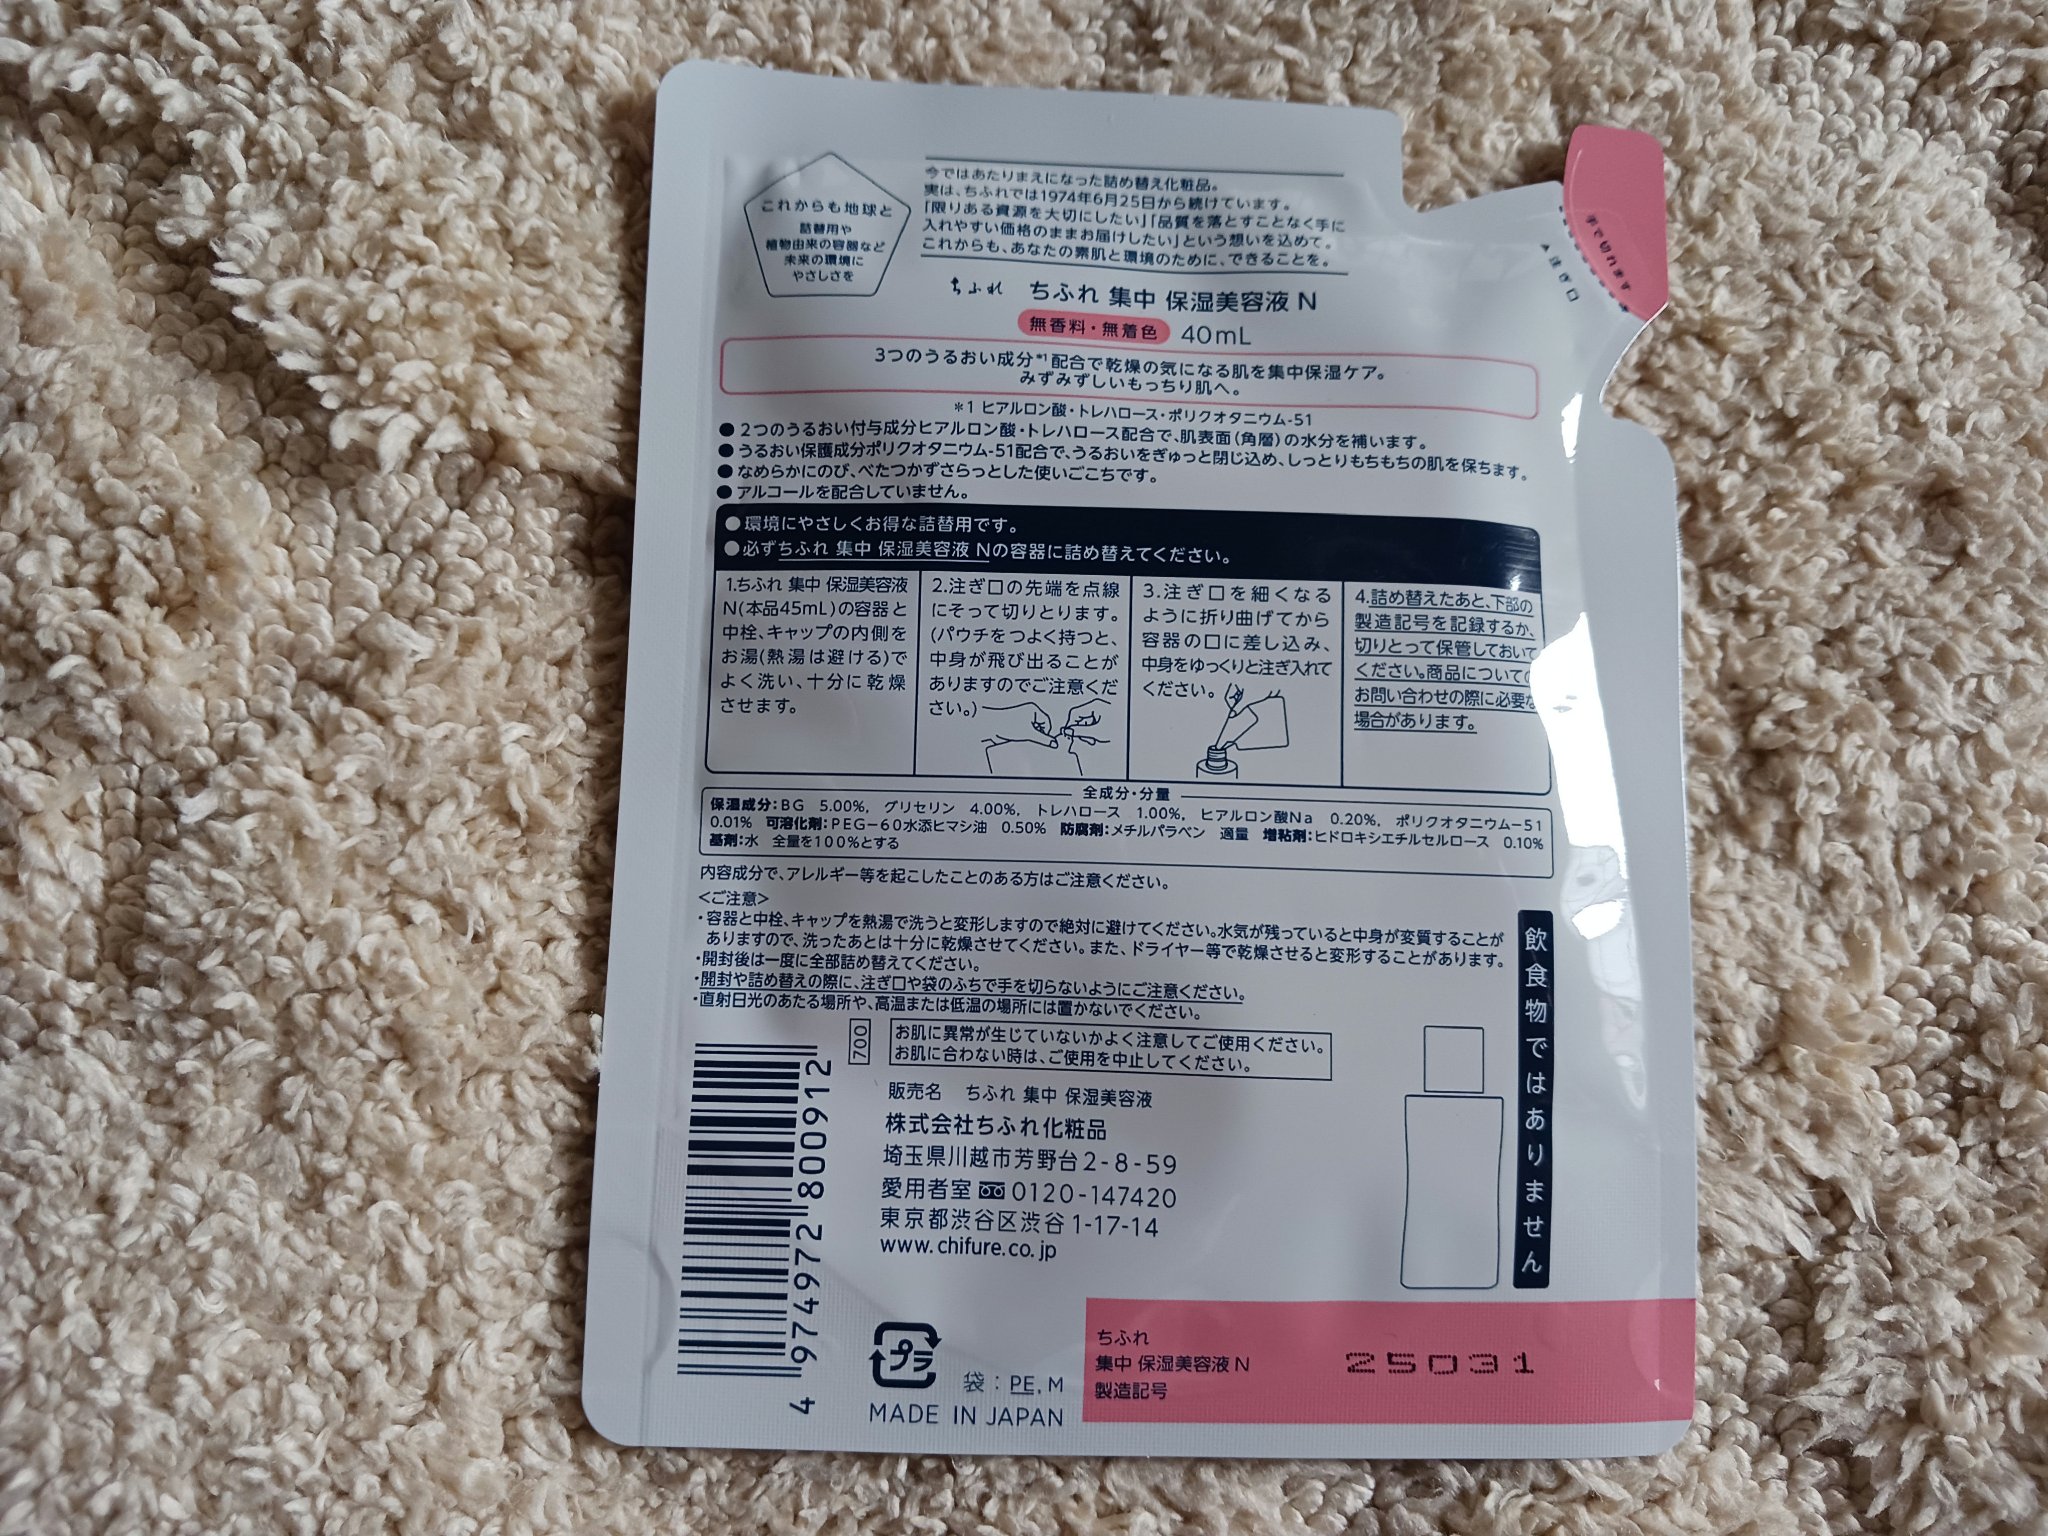 これからも地球と
詰替用や
植物由来の容器など
未来の環境に
やさしさを
今ではあたりまえになった詰め替え化粧品。
実は、ちふれでは1974年6月25日から続けています。
「限りある資源を大切にしたい」「品質を落とすことなく手に
入れやすい価格のままお届けしたい」という想いを込めて。
これからも、あなたの素肌と環境のために、できることを。
手で切れます
▲注ぎ口
ちふれ ちふれ 集中 保湿美容液 N
無香料・無着色 40mL
3つのうるおい成分*1配合で乾燥の気になる肌を集中保湿ケア。
みずみずしいもっちり肌へ。
*1 ヒアルロン酸・トレハロース・ポリクオタニウム-51
●2つのうるおい付与成分ヒアルロン酸・トレハロース配合で、肌表面(角層)の水分を補います。
●うるおい保護成分ポリクオタニウム-51配合で、うるおいをぎゅっと閉じ込め、しっとりもちもちの肌を保ちます。
●なめらかにのび、べたつかずさらっとした使いごこちです。
●アルコールを配合していません。
●環境にやさしくお得な詰替用です。
●必ずちふれ 集中 保湿美容液 Nの容器に詰め替えてください。
1.ちふれ 集中 保湿美容液
N(本品45mL)の容器と
中栓、キャップの内側を
お湯(熱湯は避ける)で
よく洗い、十分に乾燥
させます。
2.注ぎ口の先端を点線
にそって切りとります。
(パウチをつよく持つと、
中身が飛び出ることが
ありますのでご注意くだ
さい。)
3.注ぎ口を細くなる
ように折り曲げてから
容器の口に差し込み、
中身をゆっくりと注ぎ入れて
ください。
4.詰め替えたあと、下部の
製造記号を記録するか、
切りとって保管しておいて
ください。商品についての
お問い合わせの際に必要な
場合があります。
全成分・分量
保湿成分:BG 5.00%, グリセリン 4.00%, トレハロース 1.00%, ヒアルロン酸Na 0.20%, ポリクオタニウム−51
0.01% 可溶化剤:PEG−60水添ヒマシ油 0.50% 防腐剤:メチルパラベン 適量 増粘剤:ヒドロキシエチルセルロース 0.10%
基剤:水 全量を100%とする
内容成分で、アレルギー等を起こしたことのある方はご注意ください。
<ご注意>
・容器と中栓、キャップを熱湯で洗うと変形しますので絶対に避けてください。水気が残っていると中身が変質することが
ありますので、洗ったあとは十分に乾燥させてください。また、ドライヤー等で乾燥させると変形することがあります。
・開封後は一度に全部詰め替えてください。
・開封や詰め替えの際に、注ぎ口や袋のふちで手を切らないようにご注意ください。
・直射日光のあたる場所や、高温または低温の場所には置かないでください。
飲食物ではありません
700
お肌に異常が生じていないかよく注意してご使用ください。
お肌に合わない時は、ご使用を中止してください。
販売名 ちふれ 集中 保湿美容液
株式会社ちふれ化粧品
埼玉県川越市芳野台2-8-59
愛用者室 0120-147420
東京都渋谷区渋谷1-17-14
www.chifure.co.jp
4 974972 800912
プラ
袋:PE,M
MADE IN JAPAN
ちふれ
集中 保湿美容液 N
製造記号
25031